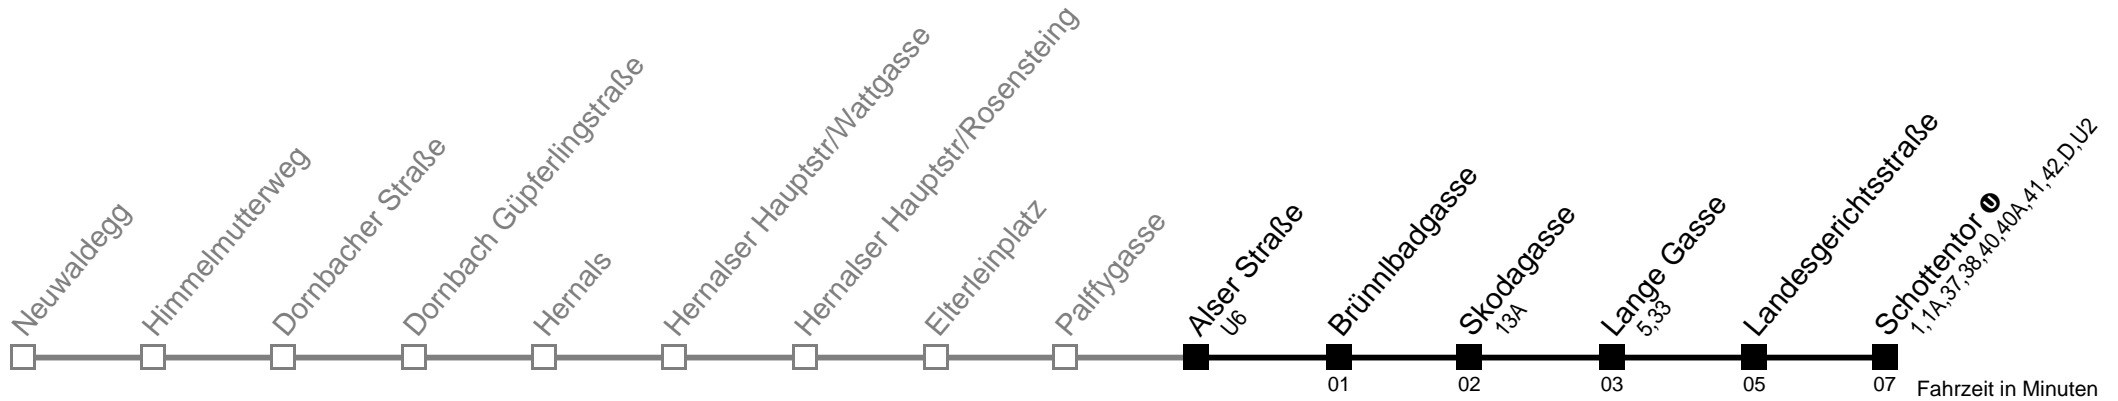 Neuwaldegg
Himmelmutterweg
Dornbacher Straße
Dornbach Güpferlingstraße
Hernals
Hernalser Hauptstr/Wattgasse
Hernalser Hauptstr/Rosensteing
Elterleinplatz
Palffygasse
Alser Straße
U6
Brünnlbadgasse
Skodagasse
13A
Lange Gasse
5,33
Landesgerichtsstraße
Schottentor U
1,1A,37,38,40,40A,41,42,D,U2
01
02
03
05
07
Fahrzeit in Minuten